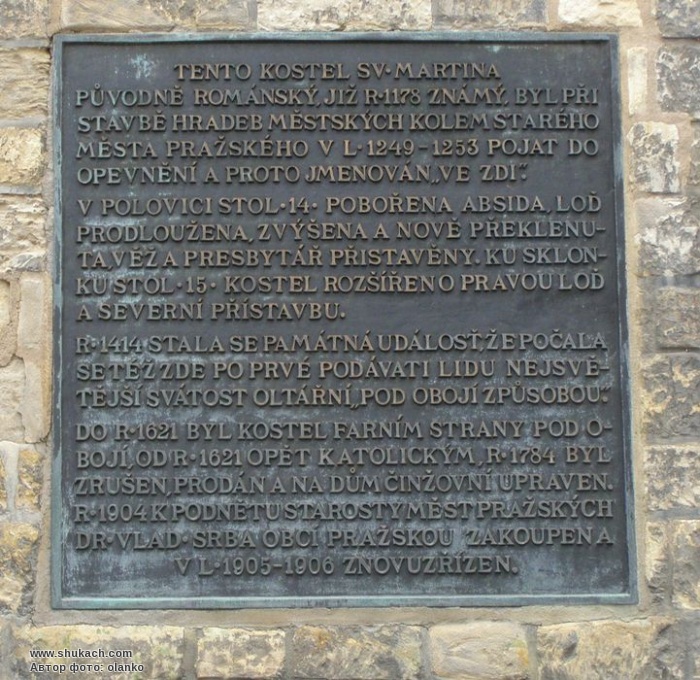 TENTO KOSTEL SV·MARTINA
PŮVODNĚ ROMÁNSKÝ, JIŽ R·1178 ZNÁMÝ, BYL PŘI
STAVBĚ HRADEB MĚSTSKÝCH KOLEM STARÉHO
MĚSTA PRAŽSKÉHO V L·1249-1253 POJAT DO
OPEVNĚNÍ A PROTO JMENOVÁN„VE ZDI“.
V POLOVICI STOL·14· POBOŘENA ABSIDA, LOĎ
PRODLOUŽENA, ZVÝŠENA A NOVĚ PŘEKLENU-
TA, VĚŽ A PRESBYTÁŘ PŘISTAVĚNY. KU SKLON-
KU STOL·15· KOSTEL ROZŠÍŘEN O PRAVOU LOĎ
A SEVERNÍ PŘÍSTAVBU.
R·1414 STALA SE PAMÁTNÁ UDÁLOSŤ, ŽE POČALA
SE TÉŽ ZDE PO PRVÉ PODÁVATI LIDU NEJSVĚ-
TĚJŠÍ SVÁTOST OLTÁŘNÍ„POD OBOJÍ ZPŮSOBOU“
DO R·1621 BYL KOSTEL FARNÍM STRANY POD O-
BOJÍ, OD R·1621 OPĚT KATOLICKÝM, R·1784 BYL
ZRUŠEN, PRODÁN A NA DŮM ČINŽOVNÍ UPRAVEN.
R·1904 K PODNĚTU STAROSTY MĚST PRAŽSKÝCH
DR·VLAD·SRBA OBCÍ PRAŽSKOU ZAKOUPEN A
V L·1905-1906 ZNOVUZŘÍZEN.
www.shukach.com
Автор фото: olanko